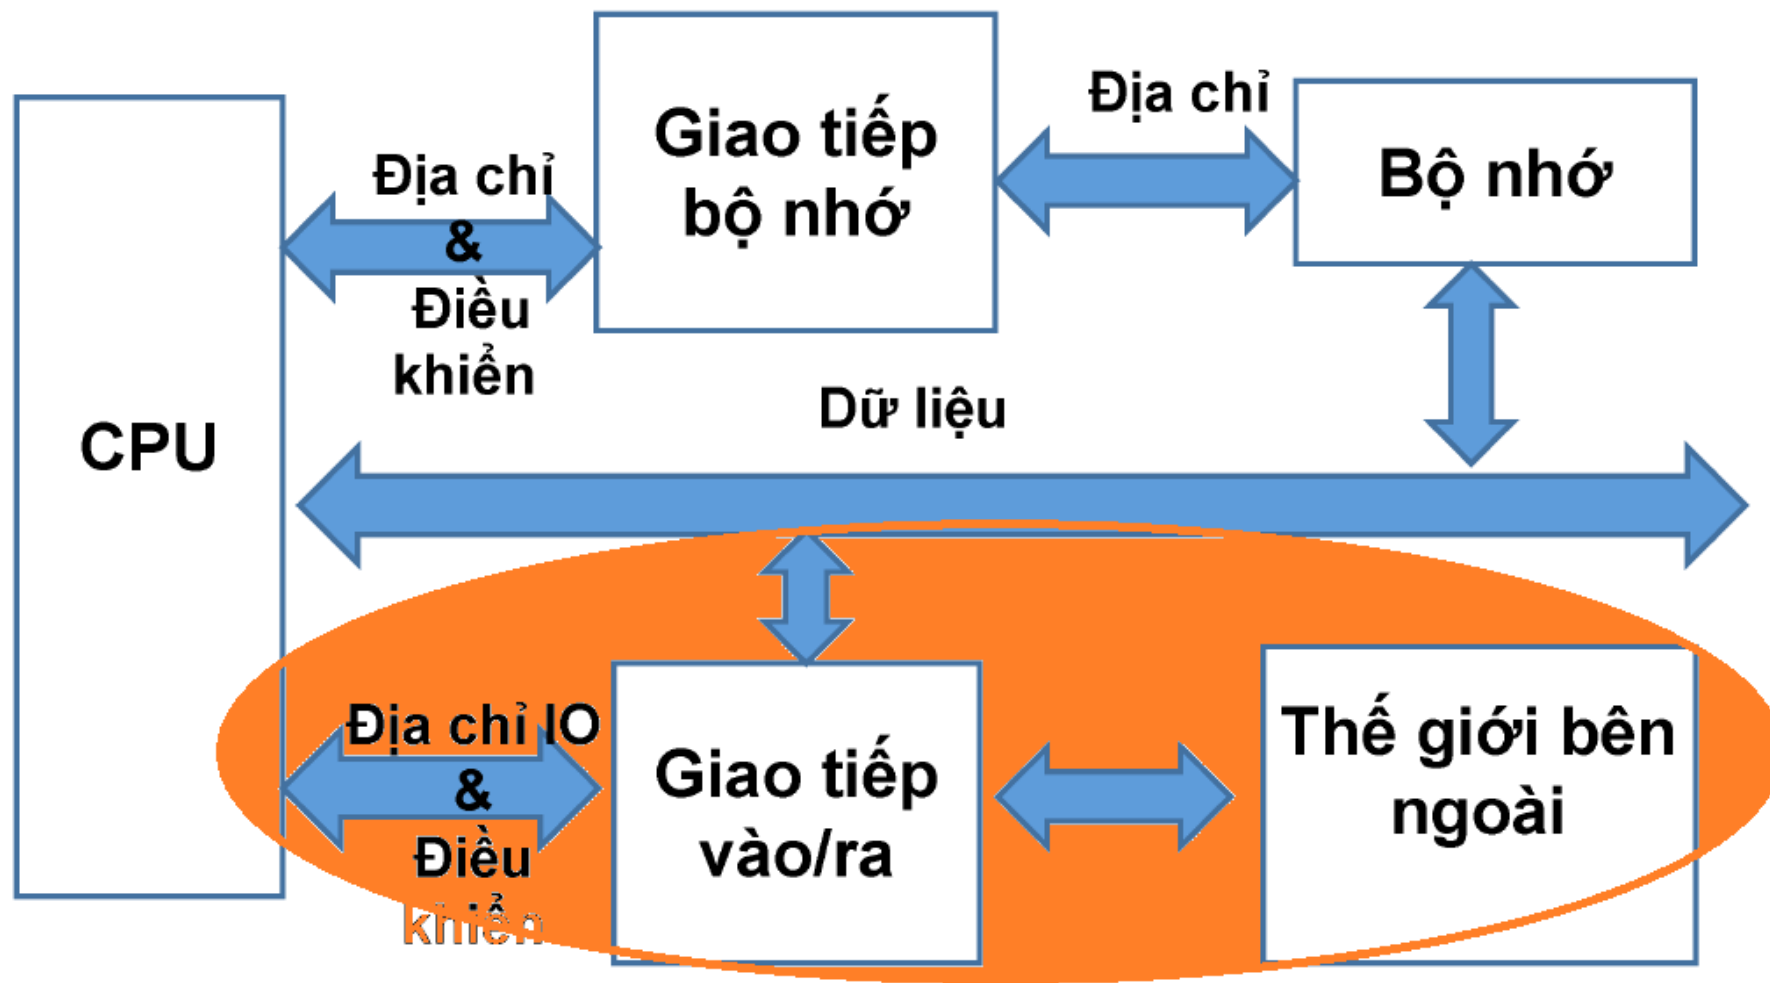 CPU
Địa chỉ
&
Điều
khiển
Giao tiếp
bộ nhớ
Địa chỉ
Bộ nhớ
Dữ liệu
Địa chỉ IO
&
Điều
khiển
Giao tiếp
vào/ra
Thế giới bên
ngoài